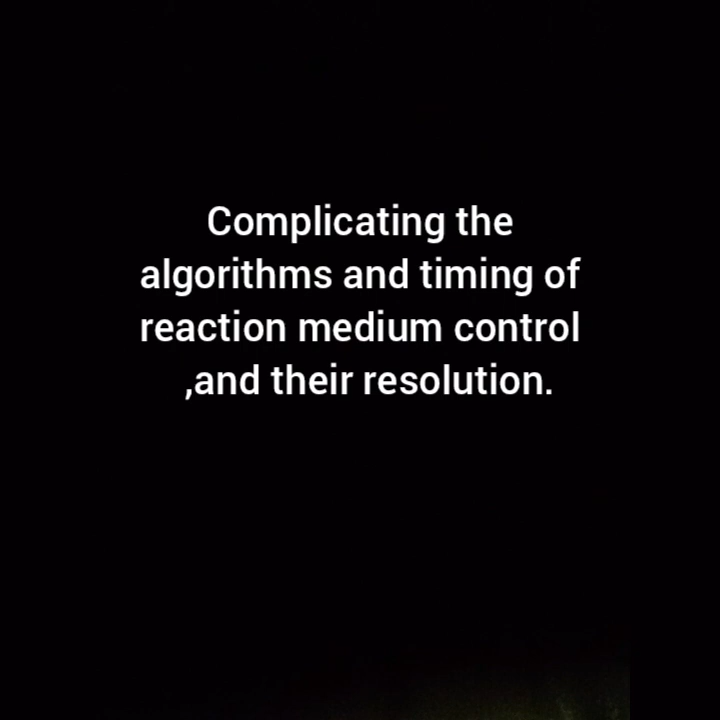 Complicating the
algorithms and timing of
reaction medium control
,and their resolution.